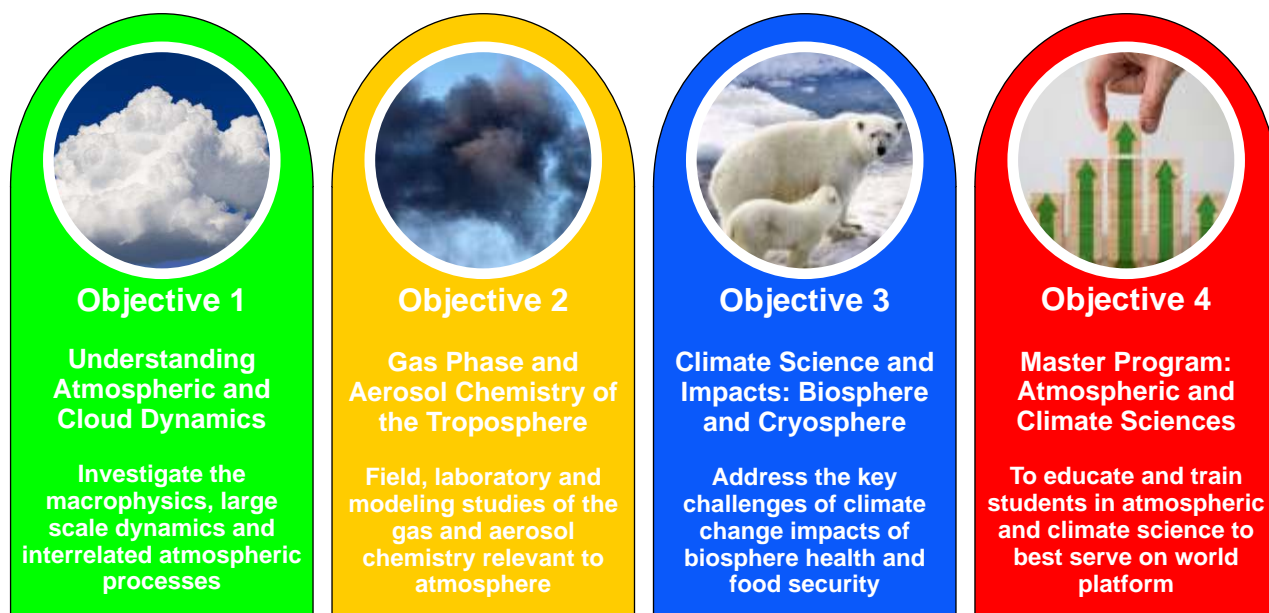 Objective 1
Understanding
Atmospheric and
Cloud Dynamics
Investigate the
macrophysics, large
scale dynamics and
interrelated atmospheric
processes
Objective 2
Gas Phase and
Aerosol Chemistry of
the Troposphere
Field, laboratory and
modeling studies of the
gas and aerosol
chemistry relevant to
atmosphere
Objective 3
Climate Science and
Impacts: Biosphere
and Cryosphere
Address the key
challenges of climate
change impacts of
biosphere health and
food security
Objective 4
Master Program:
Atmospheric and
Climate Sciences
To educate and train
students in atmospheric
and climate science to
best serve on world
platform